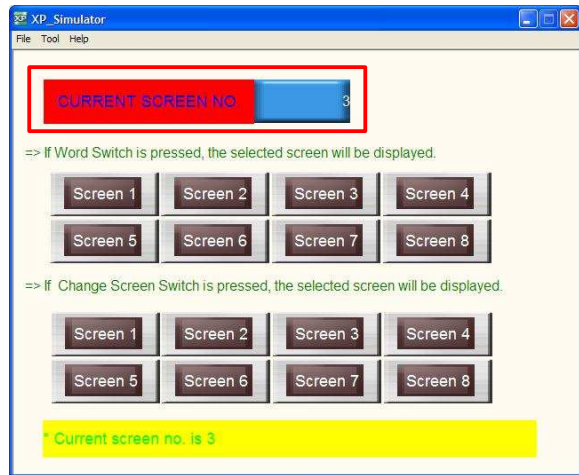 XP_Simulator
File Tool Help
CURRENT SCREEN NO 3
=> If Word Switch is pressed, the selected screen will be displayed.
Screen 1 Screen 2 Screen 3 Screen 4
Screen 5 Screen 6 Screen 7 Screen 8
=> If Change Screen Switch is pressed, the selected screen will be displayed.
Screen 1 Screen 2 Screen 3 Screen 4
Screen 5 Screen 6 Screen 7 Screen 8
* Current screen no. is 3